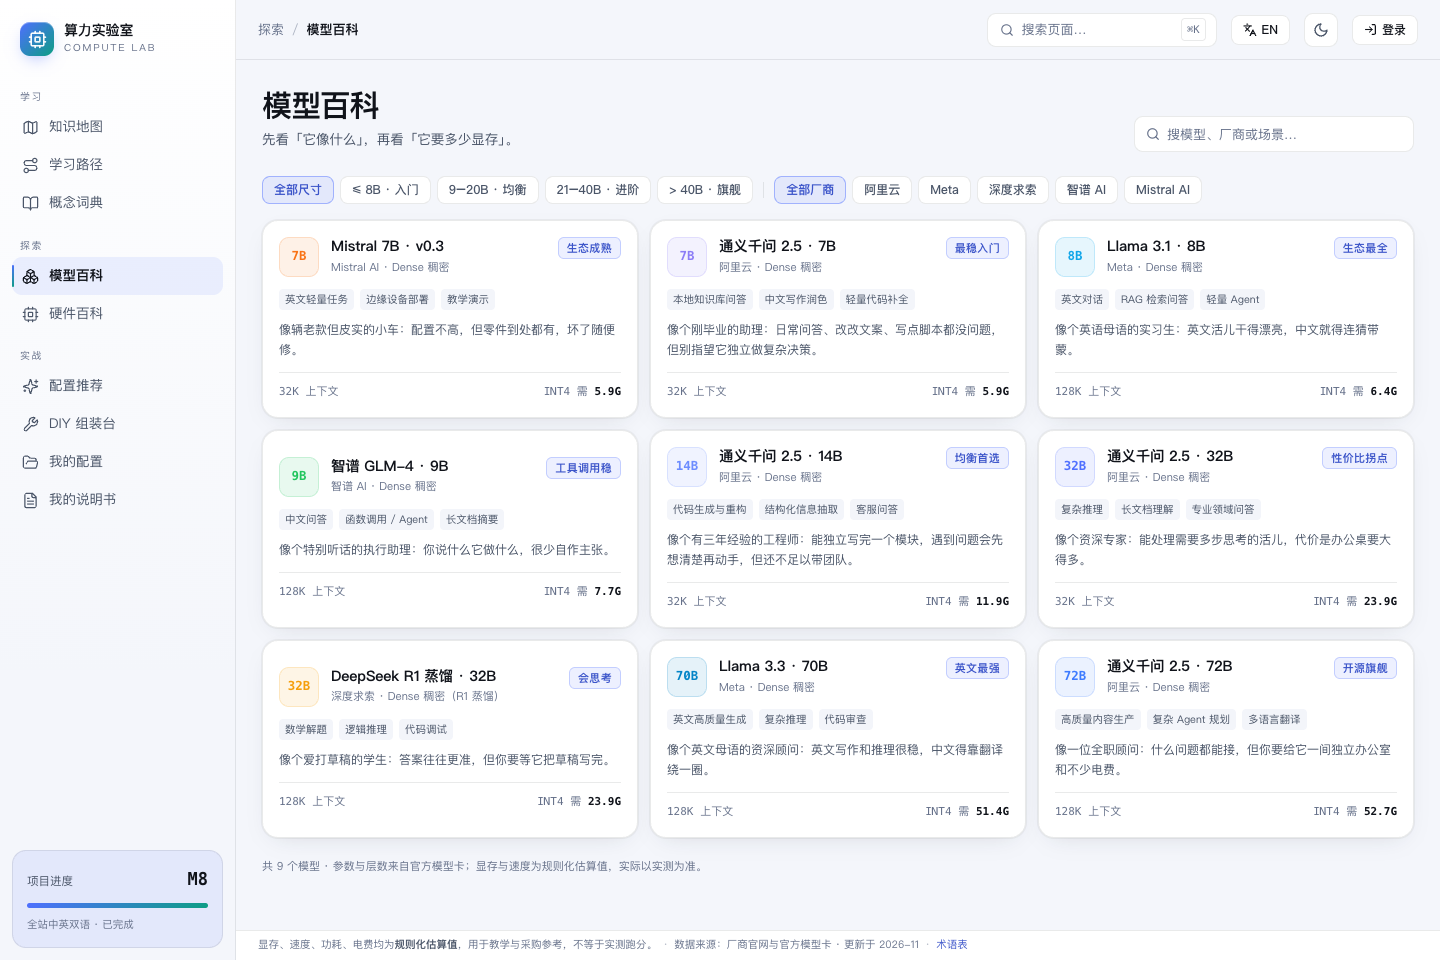 算力实验室
COMPUTE LAB
学习
知识地图
学习路径
概念词典
探索
模型百科
硬件百科
实战
配置推荐
DIY 组装台
我的配置
我的说明书
项目进度 M8
全站中英双语 · 已完成
探索 / 模型百科
搜索页面… ⌘K
EN
登录
模型百科
先看「它像什么」，再看「它要多少显存」。
搜模型、厂商或场景…
全部尺寸 ≤ 8B · 入门 9—20B · 均衡 21—40B · 进阶 > 40B · 旗舰 全部厂商 阿里云 Meta 深度求索 智谱 AI Mistral AI
7B Mistral 7B · v0.3 生态成熟
Mistral AI · Dense 稠密
英文轻量任务 边缘设备部署 教学演示
像辆老款但皮实的小车：配置不高，但零件到处都有，坏了随便
修。
32K 上下文 INT4 需 5.9G
7B 通义千问 2.5 · 7B 最稳入门
阿里云 · Dense 稠密
本地知识库问答 中文写作润色 轻量代码补全
像个刚毕业的助理：日常问答、改改文案、写点脚本都没问题，
但别指望它独立做复杂决策。
32K 上下文 INT4 需 5.9G
8B Llama 3.1 · 8B 生态最全
Meta · Dense 稠密
英文对话 RAG 检索问答 轻量 Agent
像个英语母语的实习生：英文活儿干得漂亮，中文就得连猜带
蒙。
128K 上下文 INT4 需 6.4G
9B 智谱 GLM-4 · 9B 工具调用稳
智谱 AI · Dense 稠密
中文问答 函数调用 / Agent 长文档摘要
像个特别听话的执行助理：你说什么它做什么，很少自作主张。
128K 上下文 INT4 需 7.7G
14B 通义千问 2.5 · 14B 均衡首选
阿里云 · Dense 稠密
代码生成与重构 结构化信息抽取 客服问答
像个有三年经验的工程师：能独立写完一个模块，遇到问题会先
想清楚再动手，但还不足以带团队。
32K 上下文 INT4 需 11.9G
32B 通义千问 2.5 · 32B 性价比拐点
阿里云 · Dense 稠密
复杂推理 长文档理解 专业领域问答
像个资深专家：能处理需要多步思考的活儿，代价是办公桌要大
得多。
32K 上下文 INT4 需 23.9G
32B DeepSeek R1 蒸馏 · 32B 会思考
深度求索 · Dense 稠密（R1 蒸馏）
数学解题 逻辑推理 代码调试
像个爱打草稿的学生：答案往往更准，但你要等它把草稿写完。
128K 上下文 INT4 需 23.9G
70B Llama 3.3 · 70B 英文最强
Meta · Dense 稠密
英文高质量生成 复杂推理 代码审查
像个英文母语的资深顾问：英文写作和推理很稳，中文得靠翻译
绕一圈。
128K 上下文 INT4 需 51.4G
72B 通义千问 2.5 · 72B 开源旗舰
阿里云 · Dense 稠密
高质量内容生产 复杂 Agent 规划 多语言翻译
像一位全职顾问：什么问题都能接，但你要给它一间独立办公室
和不少电费。
128K 上下文 INT4 需 52.7G
共 9 个模型 · 参数与层数来自官方模型卡；显存与速度为规则化估算值，实际以实测为准。
显存、速度、功耗、电费均为规则化估算值，用于教学与采购参考，不等于实测跑分。 · 数据来源：厂商官网与官方模型卡 · 更新于 2026-11 · 术语表